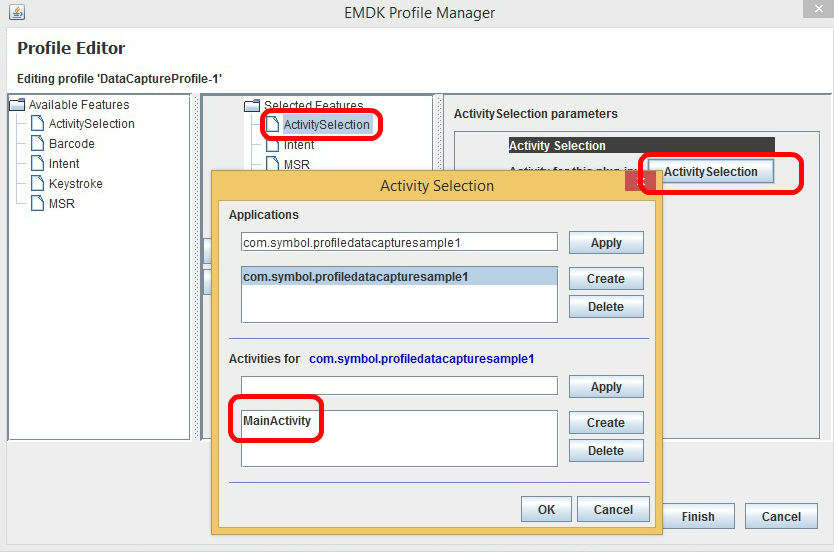 EMDK Profile Manager
Profile Editor
Editing profile 'DataCaptureProfile-1'
Available Features
ActivitySelection
Barcode
Intent
Keystroke
MSR
Selected Features
ActivitySelection
Intent
MSR
ActivitySelection parameters
Activity Selection
Activity for this plug-in
ActivitySelection
Activity Selection
Applications
com.symbol.profiledatacapturesample1
Apply
com.symbol.profiledatacapturesample1
Create
Delete
Activities for com.symbol.profiledatacapturesample1
Apply
MainActivity
Create
Delete
OK
Cancel
Finish
Cancel